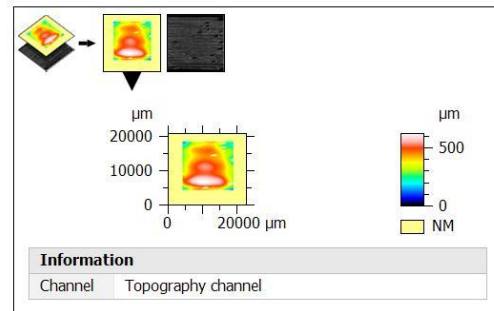 µm
20000
10000
0
0
20000 µm
µm
500
0
NM
Information
Channel Topography channel